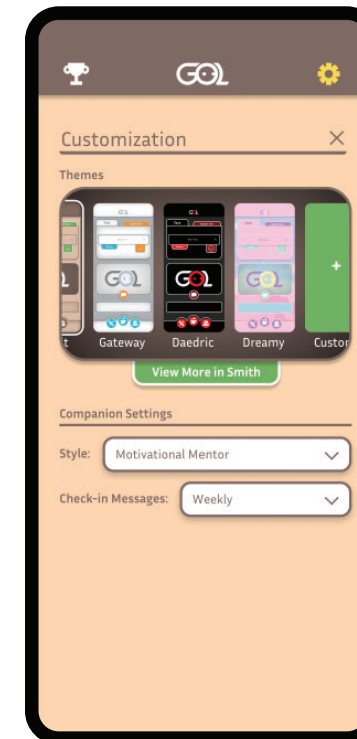 GOL
Customization
Themes
t Gateway Daedric Dreamy Custor
View More in Smith
Companion Settings
Style: Motivational Mentor
Check-in Messages: Weekly